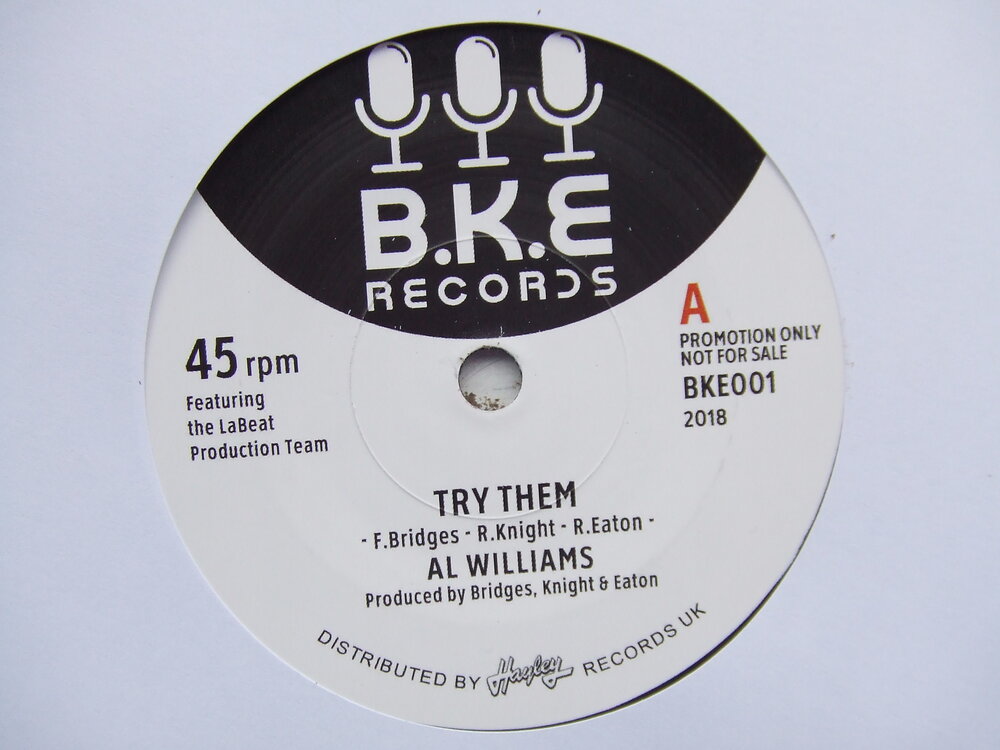 B.K.E
RECORDS
45 rpm
Featuring
the LaBeat
Production Team
A
PROMOTION ONLY
NOT FOR SALE
BKE001
2018
TRY THEM
- F.Bridges - R.Knight - R.Eaton -
AL WILLIAMS
Produced by Bridges, Knight & Eaton
DISTRIBUTED BY Hayley RECORDS UK